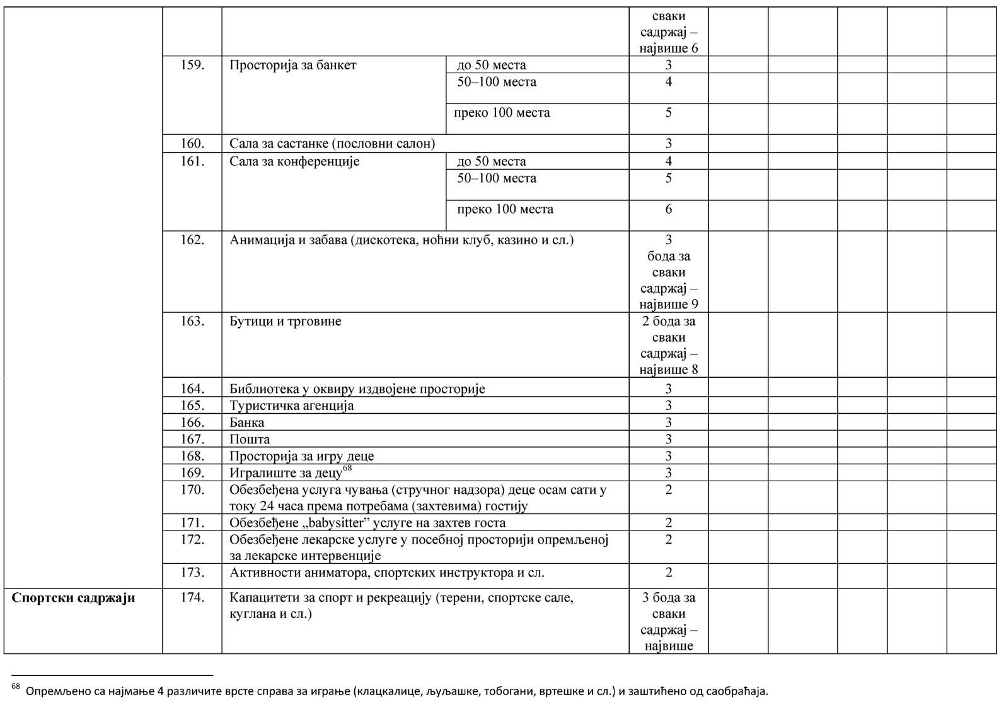 сваки
садржај –
највише 6
159. Просторија за банкет до 50 места 3
50–100 места 4
преко 100 места 5
160. Сала за састанке (пословни салон) 3
161. Сала за конференције до 50 места 4
50–100 места 5
преко 100 места 6
162. Анимација и забава (дискотека, ноћни клуб, казино и сл.) 3
бода за
сваки
садржај –
највише 9
163. Бутици и трговине 2 бода за
сваки
садржај –
највише 8
164. Библиотека у оквиру издвојене просторије 3
165. Туристичка агенција 3
166. Банка 3
167. Пошта 3
168. Просторија за игру деце 3
169. Игралиште за децу68 3
170. Обезбеђена услуга чувања (стручног надзора) деце осам сати у 2
току 24 часа према потребама (захтевима) гостију
171. Обезбеђене „babysitter” услуге на захтев госта 2
172. Обезбеђене лекарске услуге у посебној просторији опремљеној 2
за лекарске интервенције
173. Активности аниматора, спортских инструктора и сл. 2
Спортски садржаји 174. Капацитети за спорт и рекреацију (терени, спортске сале, 3 бода за
куглана и сл.) сваки
садржај –
највише
68 Опремљено са најмање 4 различите врсте справа за играње (клацкалице, љуљашке, тобогани, вртешке и сл.) и заштићено од саобраћаја.